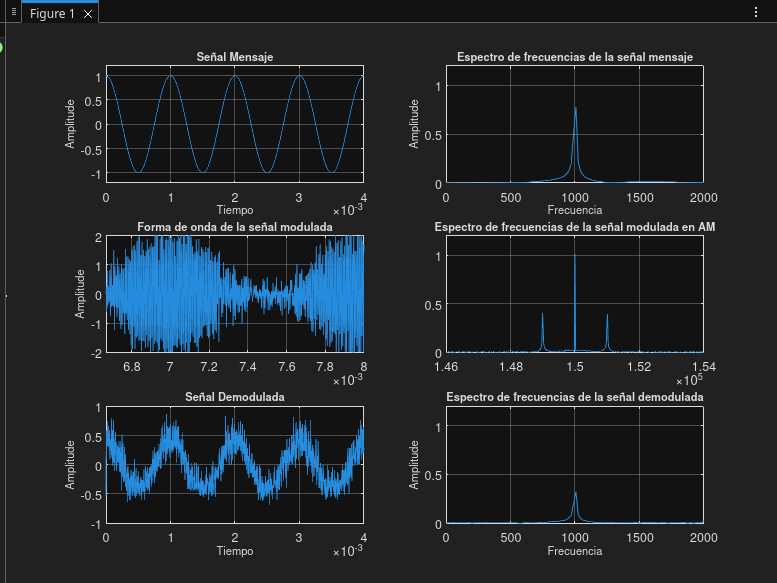 Figure 1
Señal Mensaje
Amplitude
1
0.5
0
-0.5
-1
0 1 2 3 4
Tiempo
×10-3
Espectro de frecuencias de la señal mensaje
Amplitude
1
0.5
0
0 500 1000 1500 2000
Frecuencia
Forma de onda de la señal modulada
Amplitude
2
1
0
-1
-2
6.8 7 7.2 7.4 7.6 7.8 8
×10-3
Espectro de frecuencias de la señal modulada en AM
Amplitude
1
0.5
0
1.46 1.48 1.5 1.52 1.54
×105
Señal Demodulada
Amplitude
1
0.5
0
-0.5
-1
0 1 2 3 4
Tiempo
×10-3
Espectro de frecuencias de la señal demodulada
Amplitude
1
0.5
0
0 500 1000 1500 2000
Frecuencia